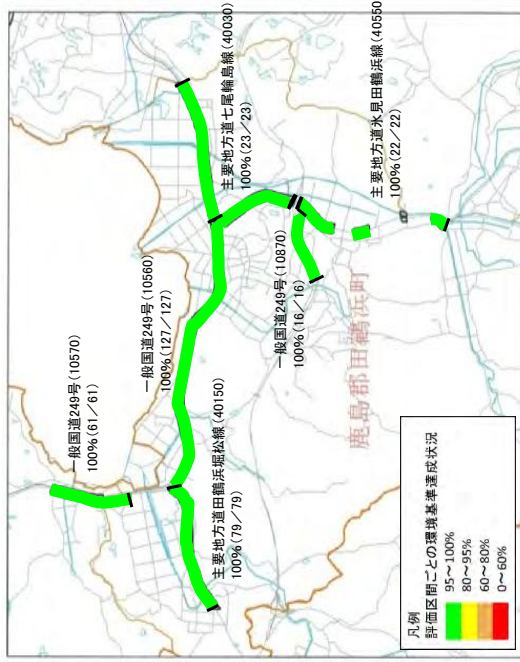 一般国道249号(10570)
100%(61/61)
一般国道249号(10560)
100%(127/127)
主要地方道七尾輪島線(40030)
100%(23/23)
主要地方道田鶴浜堀松線(40150)
100%(79/79)
一般国道249号(10870)
100%(16/16)
主要地方道氷見田鶴浜線(40550
100%(22/22)
鹿島郡田鶴浜町
凡例
評価区間ごとの環境基準達成状況
95～100%
80～95%
60～80%
0～60%